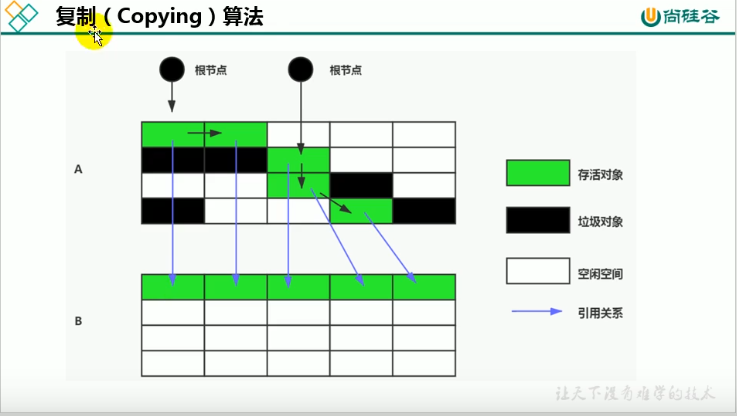 复制（Copying）算法
尚硅谷
根节点
根节点
A
存活对象
垃圾对象
空闲空间
B
引用关系
让天下没有难学的技术